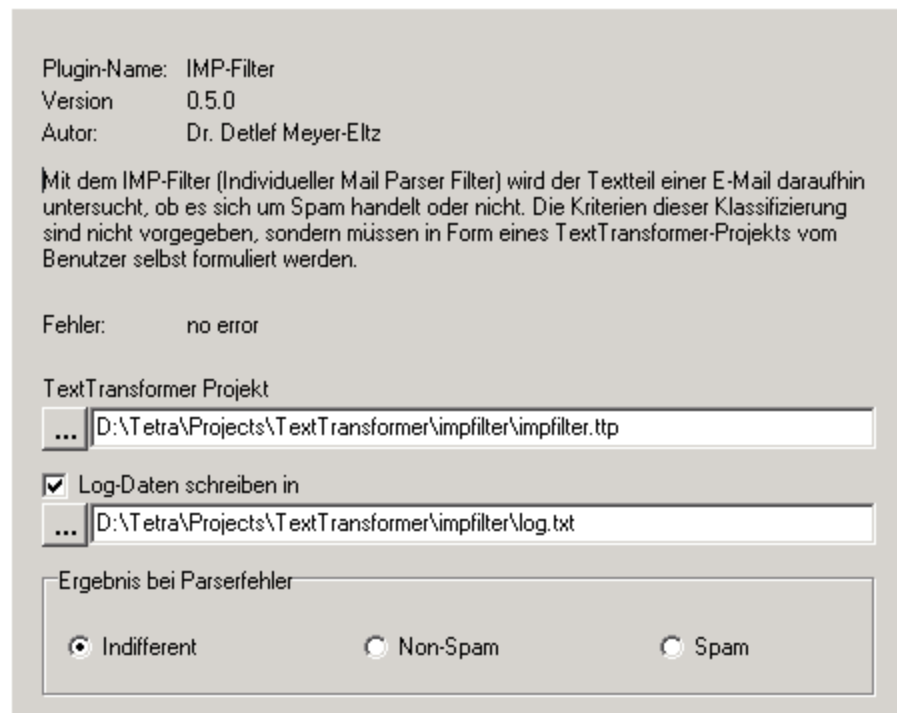 Plugin-Name: IMP-Filter
Version 0.5.0
Autor: Dr. Detlef Meyer-Eltz
Mit dem IMP-Filter (Individueller Mail Parser Filter) wird der Textteil einer E-Mail daraufhin
untersucht, ob es sich um Spam handelt oder nicht. Die Kriterien dieser Klassifizierung
sind nicht vorgegeben, sondern müssen in Form eines TextTransformer-Projekts vom
Benutzer selbst formuliert werden.
Fehler: no error
TextTransformer Projekt
... D:\Tetra\Projects\TextTransformer\impfilter\impfilter.ttp
Log-Daten schreiben in
... D:\Tetra\Projects\TextTransformer\impfilter\log.txt
Ergebnis bei Parserfehler
Indifferent Non-Spam Spam